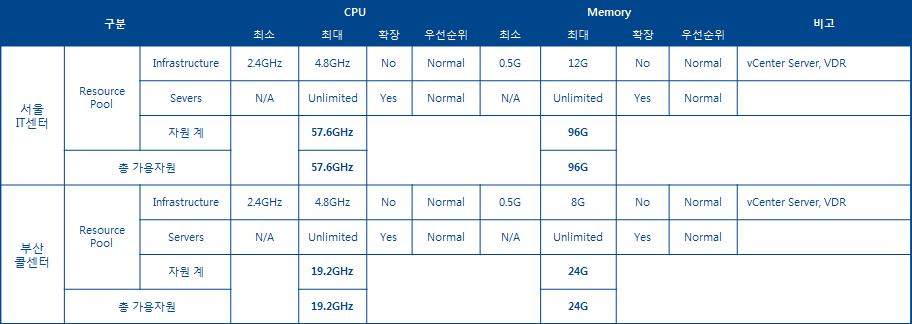 구분 CPU Memory 비고
최소 최대 확장 우선순위 최소 최대 확장 우선순위
서울 IT센터 Resource Pool Infrastructure 2.4GHz 4.8GHz No Normal 0.5G 12G No Normal vCenter Server, VDR
Severs N/A Unlimited Yes Normal N/A Unlimited Yes Normal
자원 계 57.6GHz 96G
총 가용자원 57.6GHz 96G
부산 콜센터 Resource Pool Infrastructure 2.4GHz 4.8GHz No Normal 0.5G 8G No Normal vCenter Server, VDR
Servers N/A Unlimited Yes Normal N/A Unlimited Yes Normal
자원 계 19.2GHz 24G
총 가용자원 19.2GHz 24G